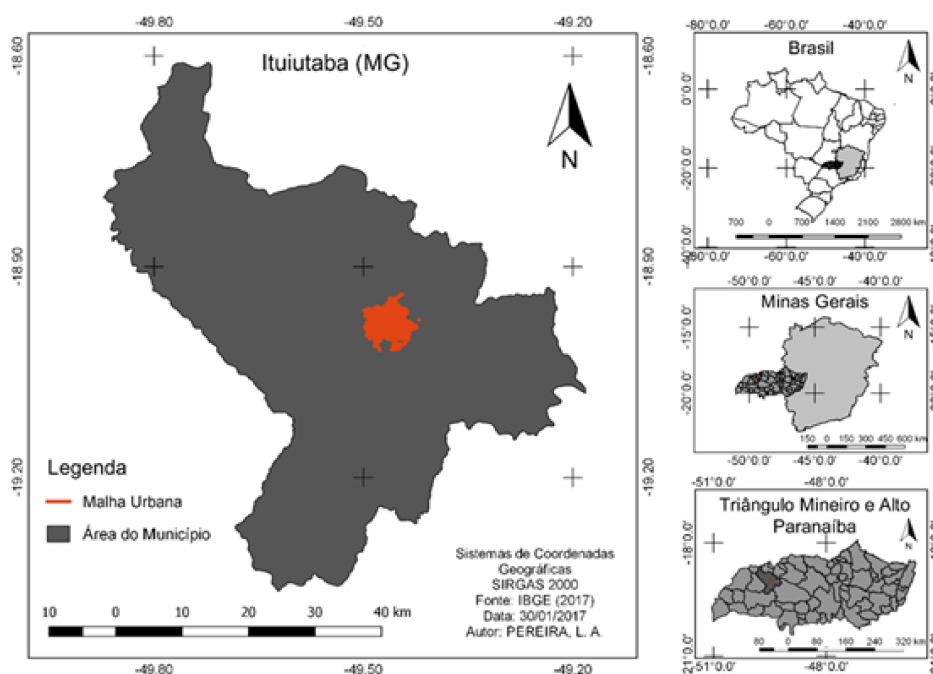 -49.80 -49.50 -49.20
Ituiutaba (MG)
N
-18.60
-18.60
-18.90
-18.90
-19.20
-19.20
Legenda
Malha Urbana
Área do Município
Sistemas de Coordenadas
Geográficas
SIRGAS 2000
Fonte: IBGE (2017)
Data: 30/01/2017
Autor: PEREIRA, L. A.
10 0 10 20 30 40 km
-49.80 -49.50 -49.20
-80°0.0' -60°0.0' -40°0.0'
Brasil
N
0°0.0'
-20°0.0'
700 0 700 1400 2100 2800 km
-80°0.0' -60°0.0' -40°0.0'
-50°0.0' -45°0.0' -40°0.0'
Minas Gerais
N
-15°0.0'
-20°0.0'
150 0 150 300 450 600 km
-50°0.0' -45°0.0' -40°0.0'
-51°0.0' -48°0.0'
Triângulo Mineiro e Alto
Paranaíba
N
-18°0.0'
80 0 80 160 240 320 km
-51°0.0' -48°0.0'